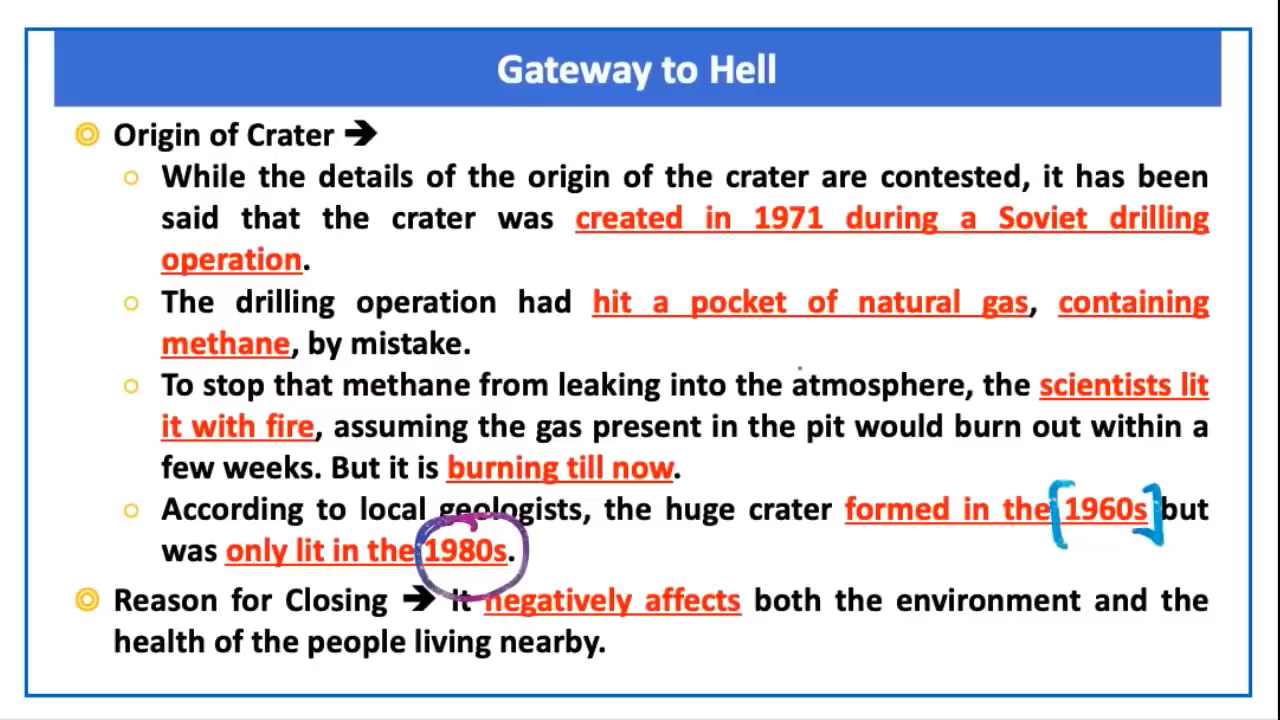 Gateway to Hell
Origin of Crater ➔
While the details of the origin of the crater are contested, it has been
said that the crater was created in 1971 during a Soviet drilling
operation.
The drilling operation had hit a pocket of natural gas, containing
methane, by mistake.
To stop that methane from leaking into the atmosphere, the scientists lit
it with fire, assuming the gas present in the pit would burn out within a
few weeks. But it is burning till now.
According to local geologists, the huge crater formed in the 1960s but
was only lit in the 1980s.
Reason for Closing ➔ It negatively affects both the environment and the
health of the people living nearby.